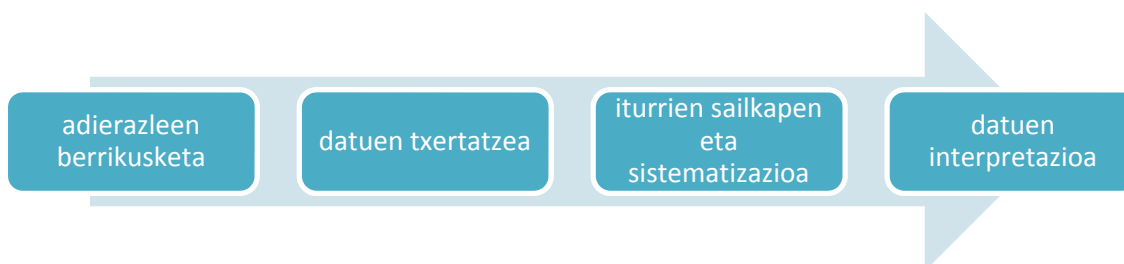 adierazleen
berrikusketa
datuen txertatzea
iturrien sailkapen
eta
sistematizazioa
datuen
interpretazioa